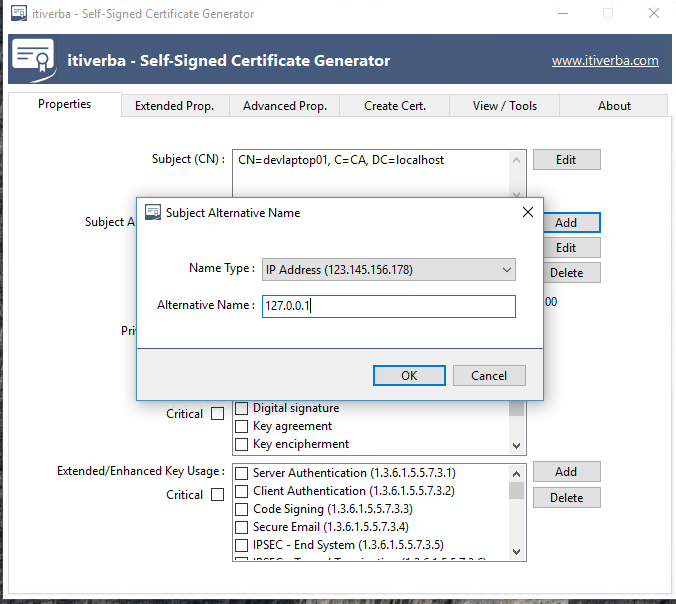 itiverba - Self-Signed Certificate Generator
itiverba - Self-Signed Certificate Generator
www.itiverba.com
Properties
Extended Prop.
Advanced Prop.
Create Cert.
View / Tools
About
Subject (CN) :
CN=devlaptop01, C=CA, DC=localhost
Edit
Subject A
Add
Edit
Delete
00
Subject Alternative Name
Name Type :
IP Address (123.145.156.178)
Alternative Name :
127.0.0.1
OK
Cancel
Critical
Digital signature
Key agreement
Key encipherment
Extended/Enhanced Key Usage :
Critical
Server Authentication (1.3.6.1.5.5.7.3.1)
Client Authentication (1.3.6.1.5.5.7.3.2)
Code Signing (1.3.6.1.5.5.7.3.3)
Secure Email (1.3.6.1.5.5.7.3.4)
IPSEC - End System (1.3.6.1.5.5.7.3.5)
Add
Delete